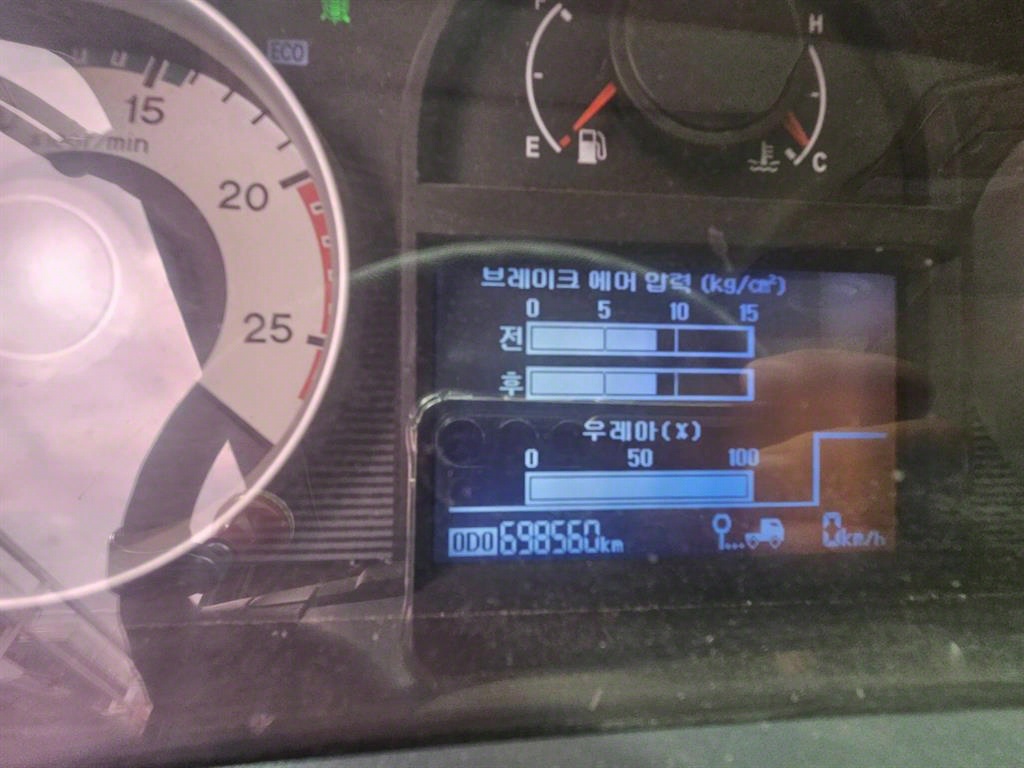 ECO
F
H
15
r/min
E
C
20
25
브레이크 에어 압력 (kg/㎠)
0 5 10 15
전
후
우레아(%)
0 50 100
ODO 698560km
0km/h